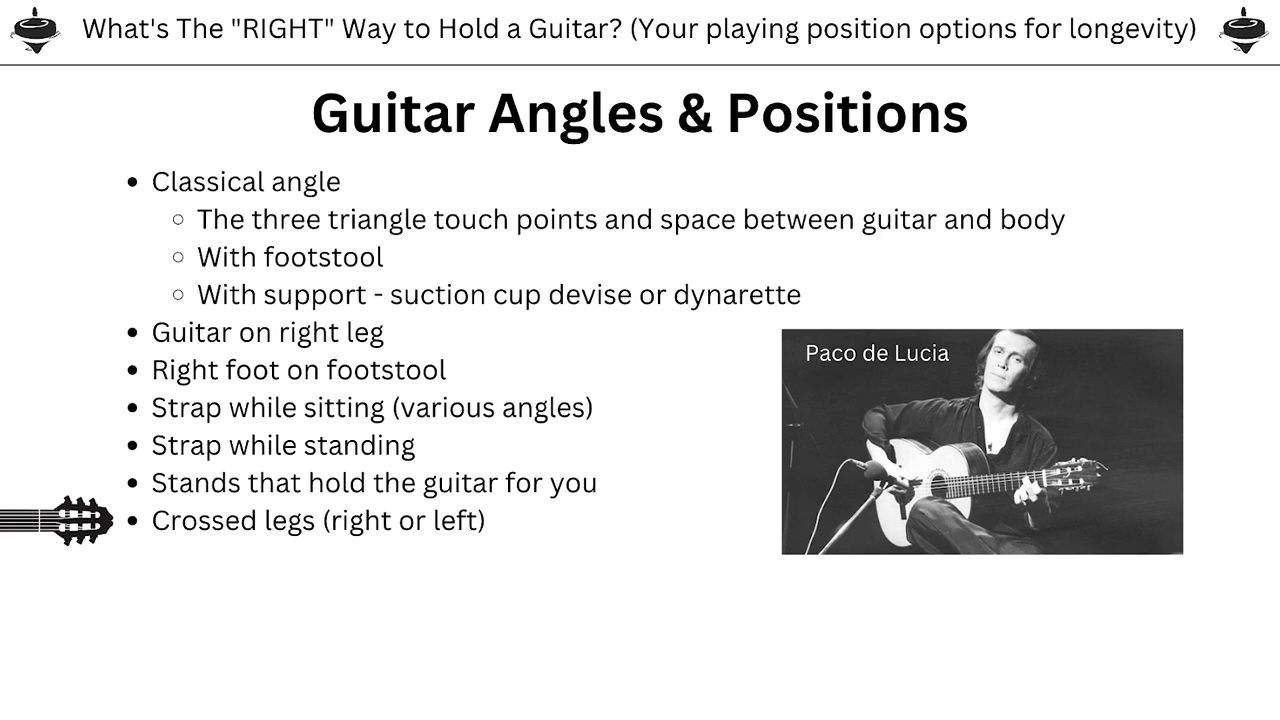 What's The "RIGHT" Way to Hold a Guitar? (Your playing position options for longevity)
Guitar Angles & Positions
Classical angle
The three triangle touch points and space between guitar and body
With footstool
With support - suction cup devise or dynarette
Guitar on right leg
Right foot on footstool
Strap while sitting (various angles)
Strap while standing
Stands that hold the guitar for you
Crossed legs (right or left)
Paco de Lucia